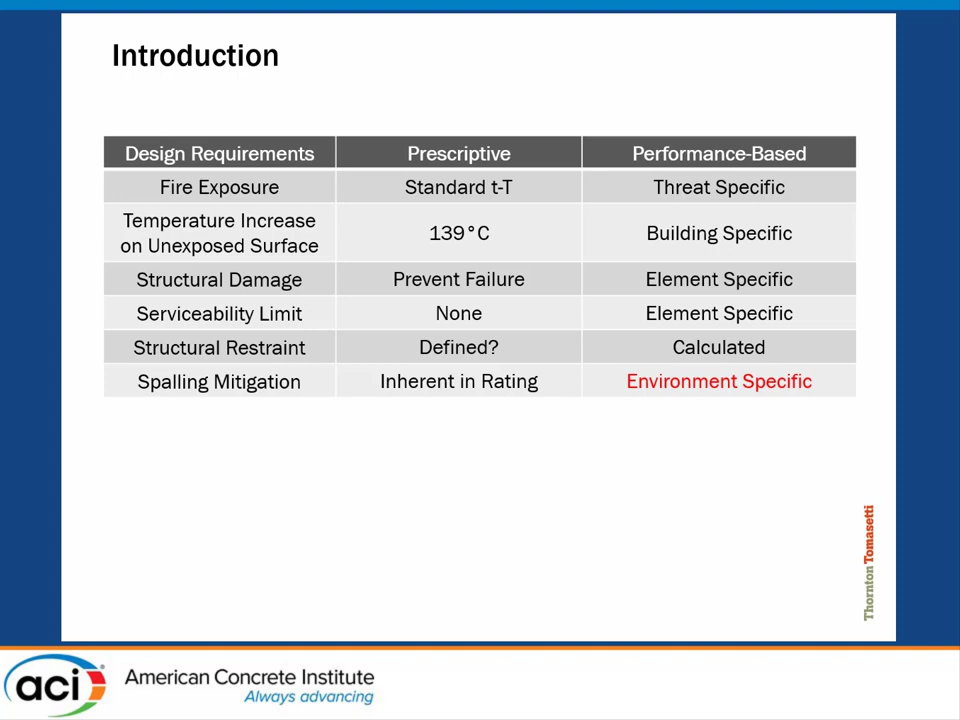 Introduction
Design Requirements Prescriptive Performance-Based
Fire Exposure Standard t-T Threat Specific
Temperature Increase
on Unexposed Surface 139°C Building Specific
Structural Damage Prevent Failure Element Specific
Serviceability Limit None Element Specific
Structural Restraint Defined? Calculated
Spalling Mitigation Inherent in Rating Environment Specific
Thornton Tomasetti
aci® American Concrete Institute
Always advancing